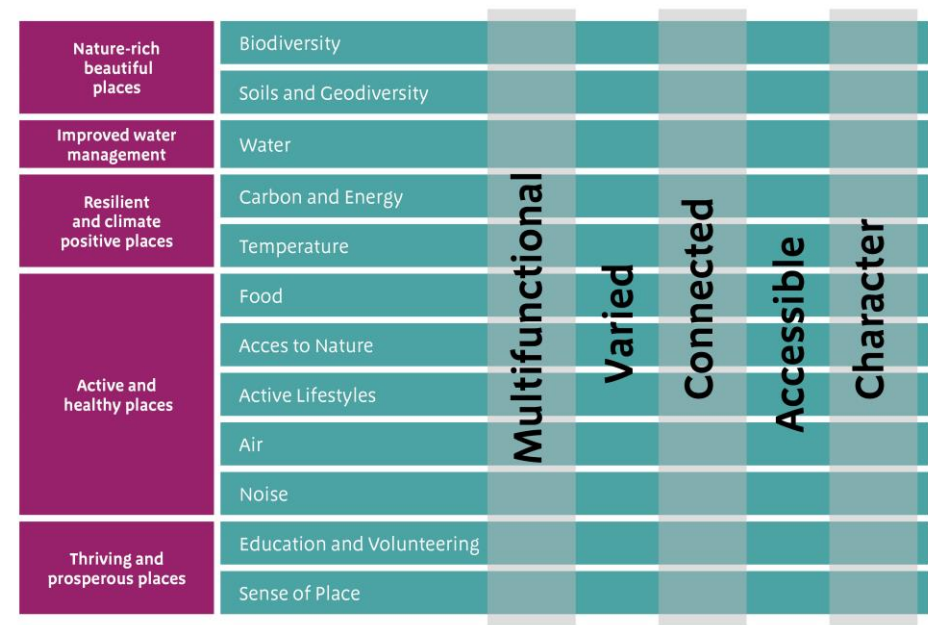 Nature-rich
beautiful
places
Biodiversity
Soils and Geodiversity
Improved water
management
Water
Resilient
and climate
positive places
Carbon and Energy
Temperature
Active and
healthy places
Food
Acces to Nature
Active Lifestyles
Air
Noise
Thriving and
prosperous places
Education and Volunteering
Sense of Place
Multifunctional
Varied
Connected
Accessible
Character